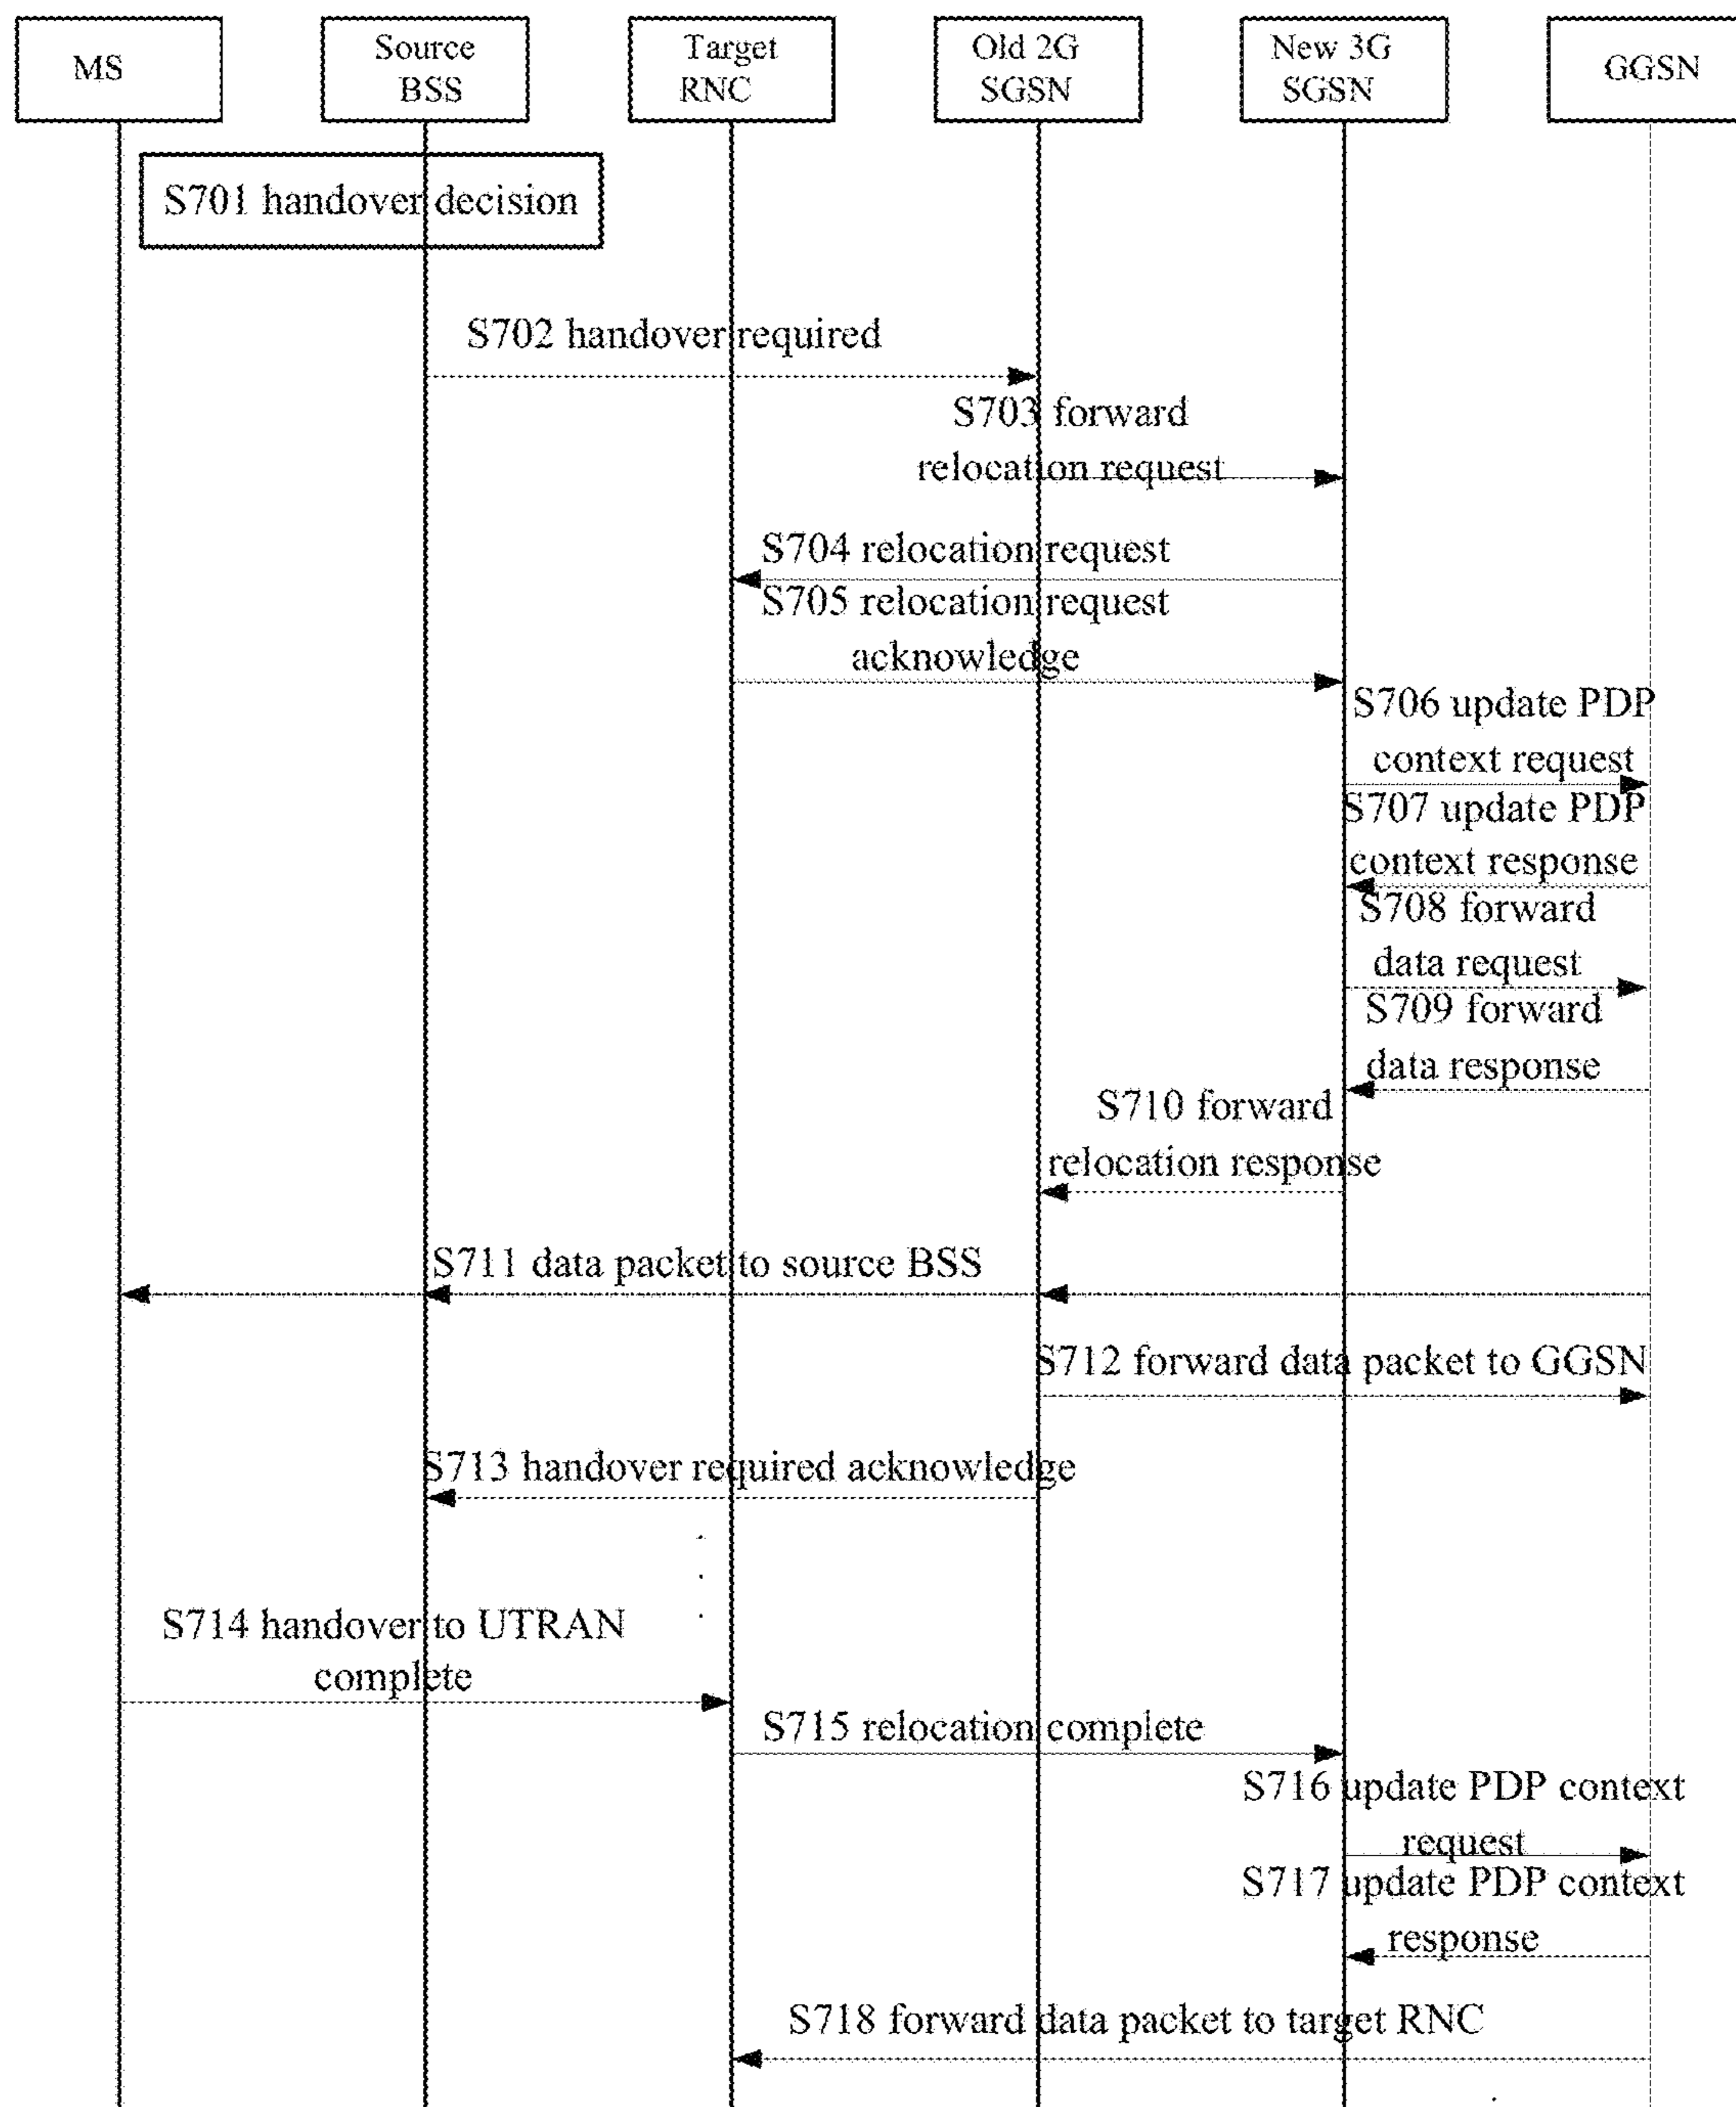 MS
Source
BSS
Target
RNC
Old 2G
SGSN
New 3G
SGSN
GGSN
S701 handover decision
S702 handover required
S703 forward
relocation request
S704 relocation request
S705 relocation request
acknowledge
S706 update PDP
context request
S707 update PDP
context response
S708 forward
data request
S709 forward
data response
S710 forward
relocation response
S711 data packet to source BSS
S712 forward data packet to GGSN
S713 handover required acknowledge
S714 handover to UTRAN
complete
S715 relocation complete
S716 update PDP context
request
S717 update PDP context
response
S718 forward data packet to target RNC